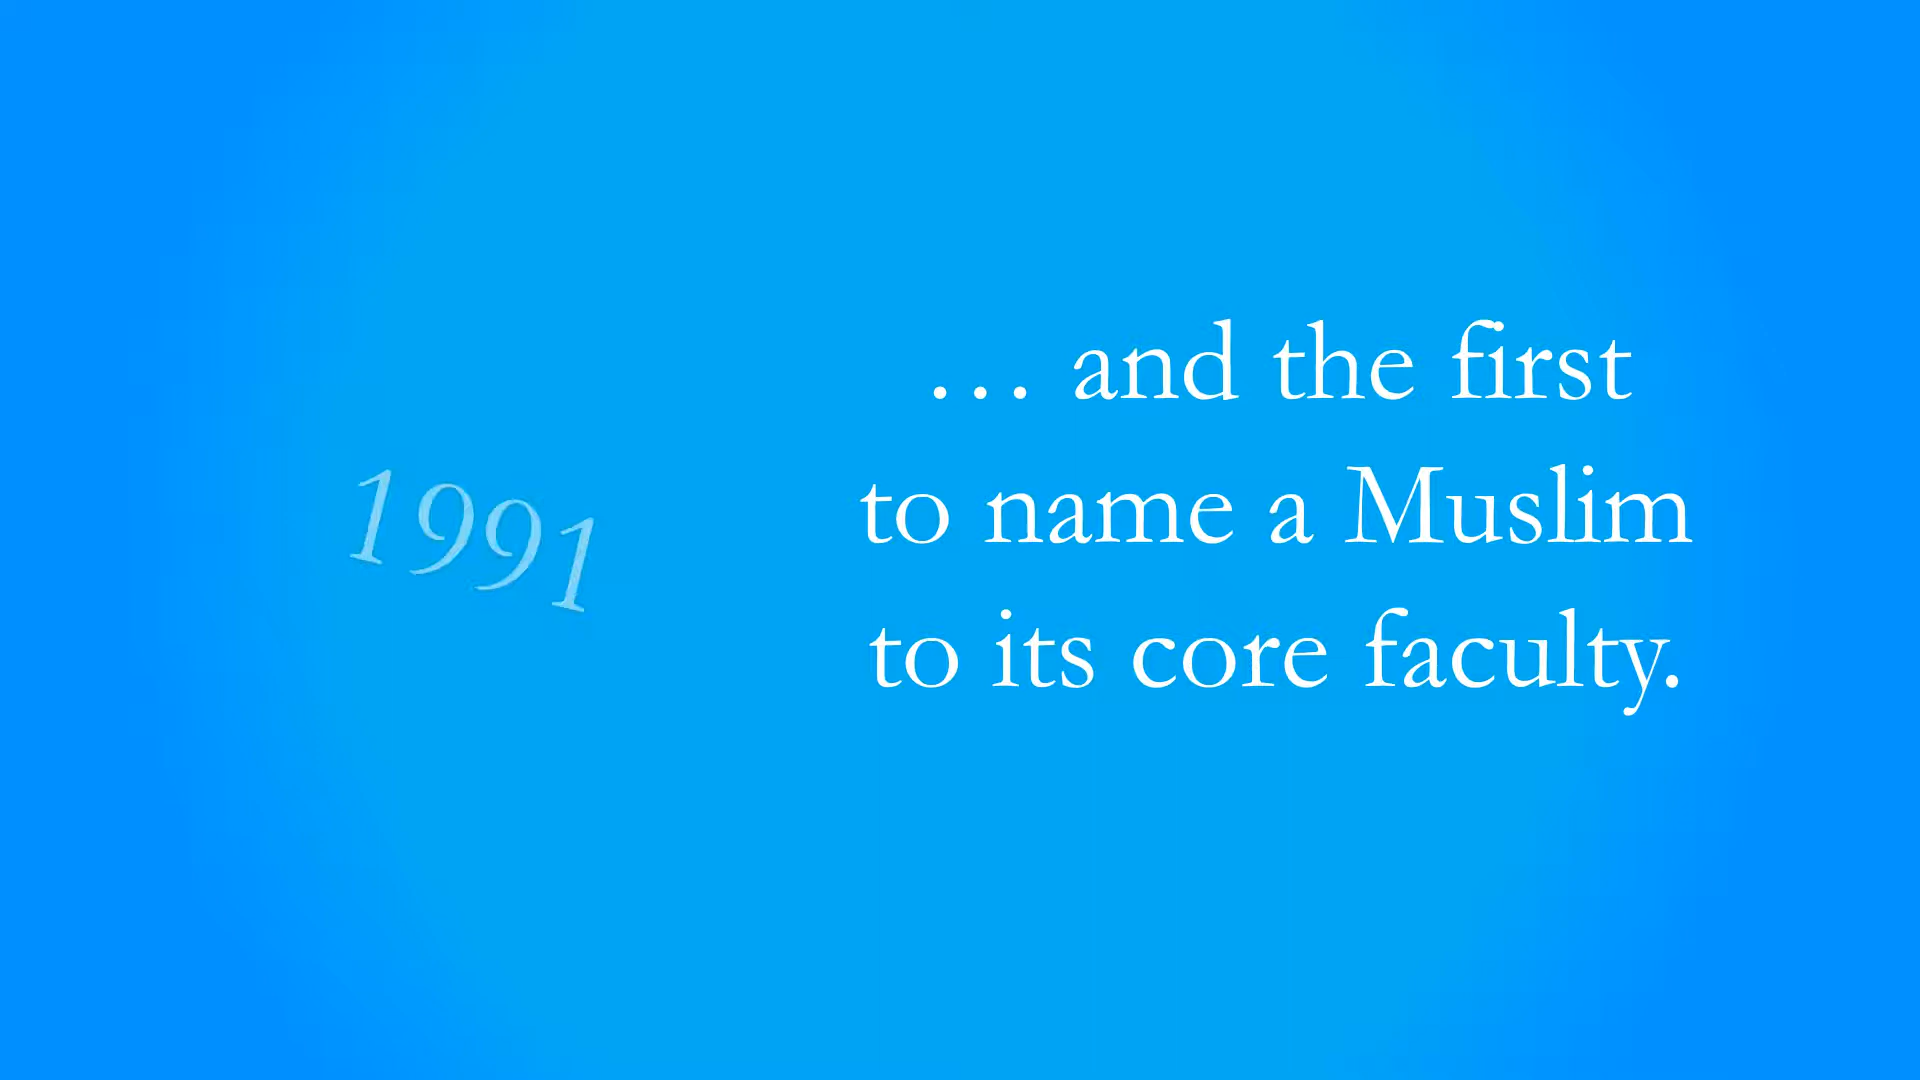 1991
… and the first
to name a Muslim
to its core faculty.